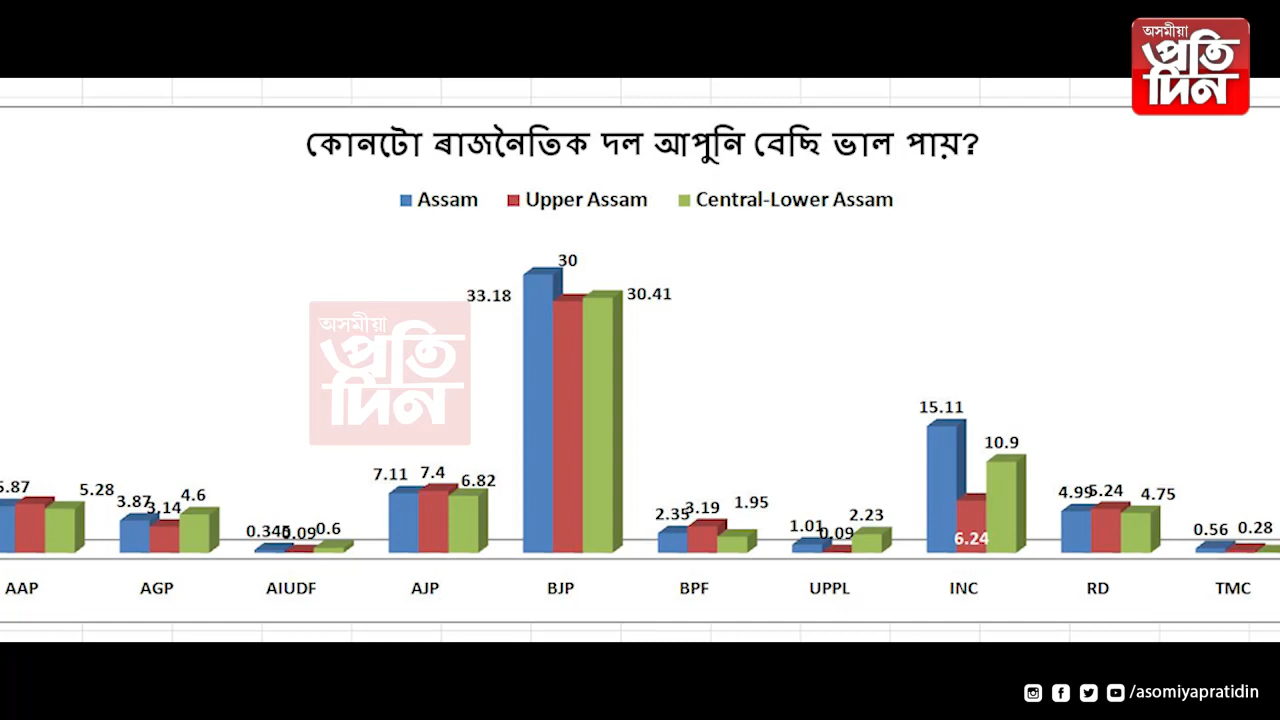 অসমীয়া
প্ৰতি
দিন
কোনটো ৰাজনৈতিক দল আপুনি বেছি ভাল পায়?
Assam Upper Assam Central-Lower Assam
30
33.18 30.41
অসমীয়া
প্ৰতি
দিন
15.11
10.9
7.11 7.4 6.82
5.28 3.87 3.14 4.6
0.345 0.09 0.6
2.35 3.19 1.95
1.01 0.09 2.23
6.24
4.99 5.24 4.75
0.56 0.28
AAP AGP AIUDF AJP BJP BPF UPPL INC RD TMC
/asomiyapratidin